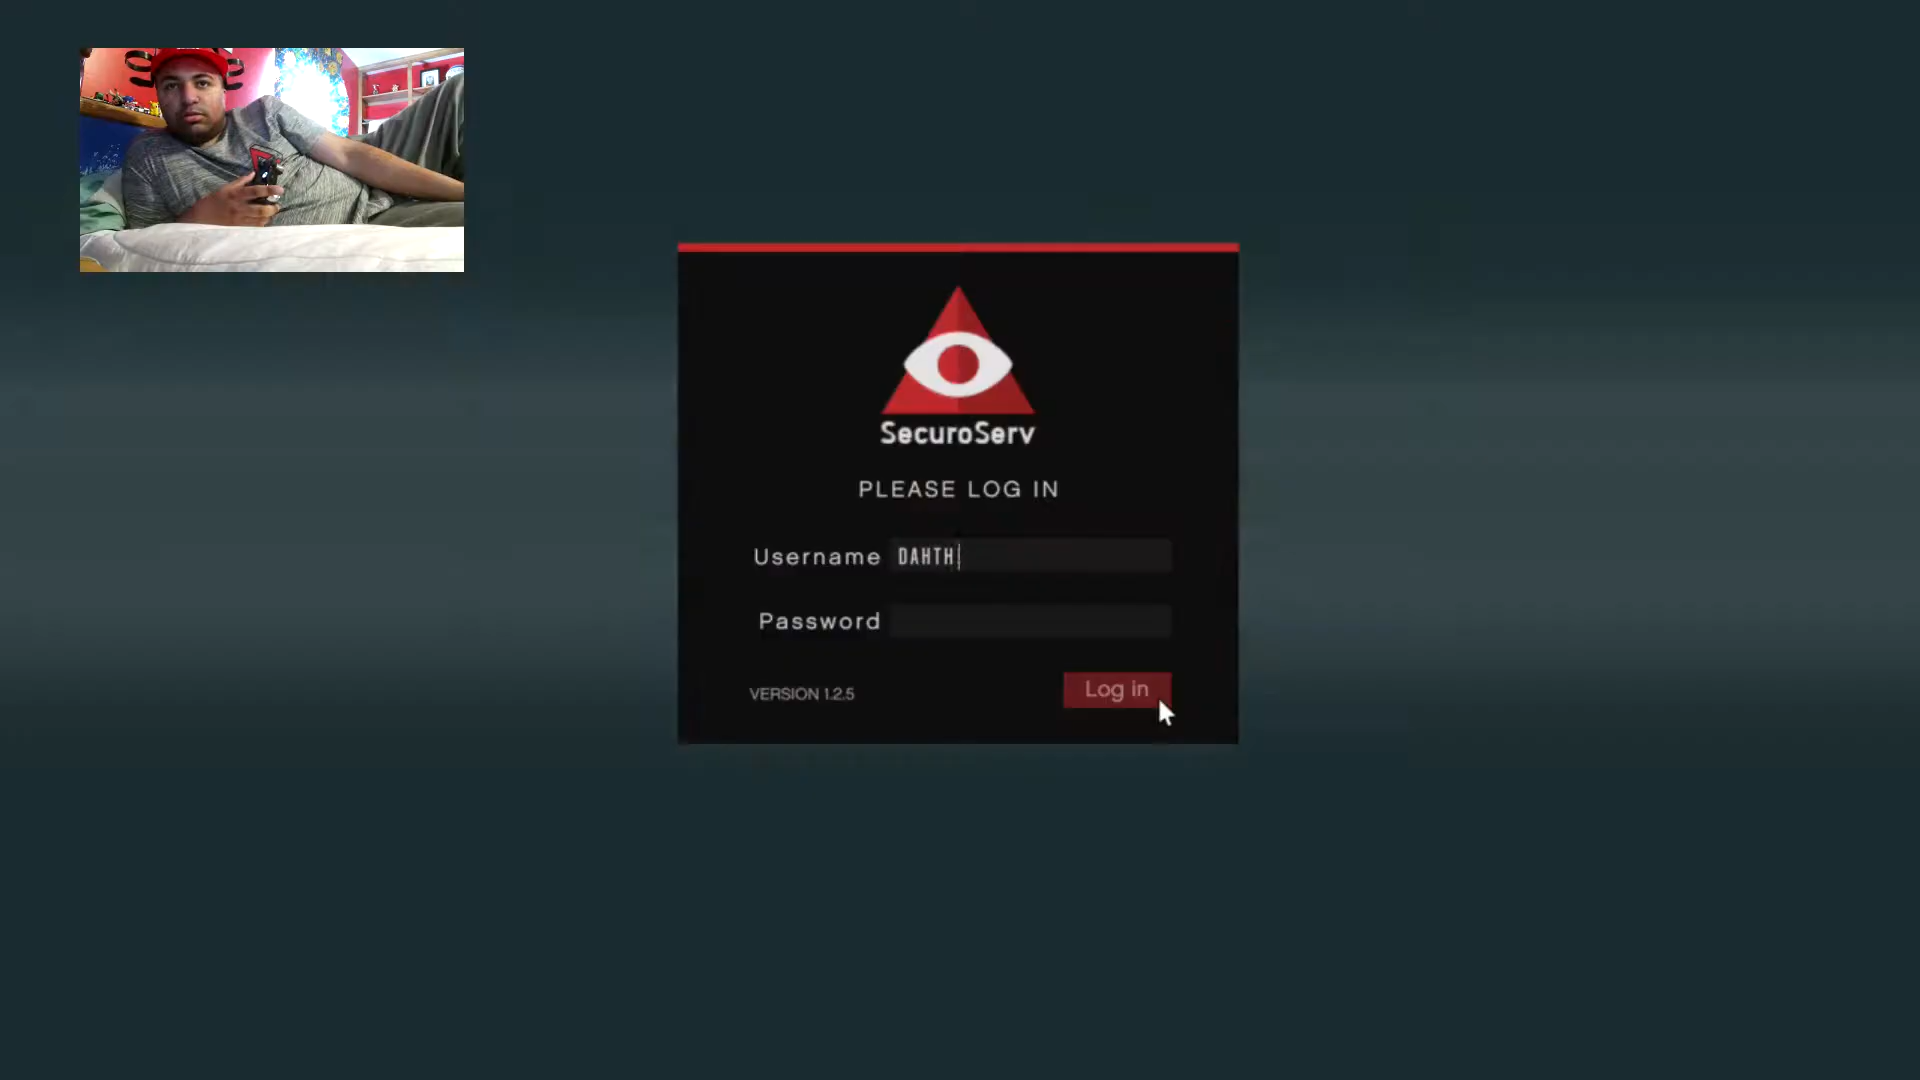 SecuroServ
PLEASE LOG IN
Username DAHTH
Password
VERSION 1.2.5
Log in